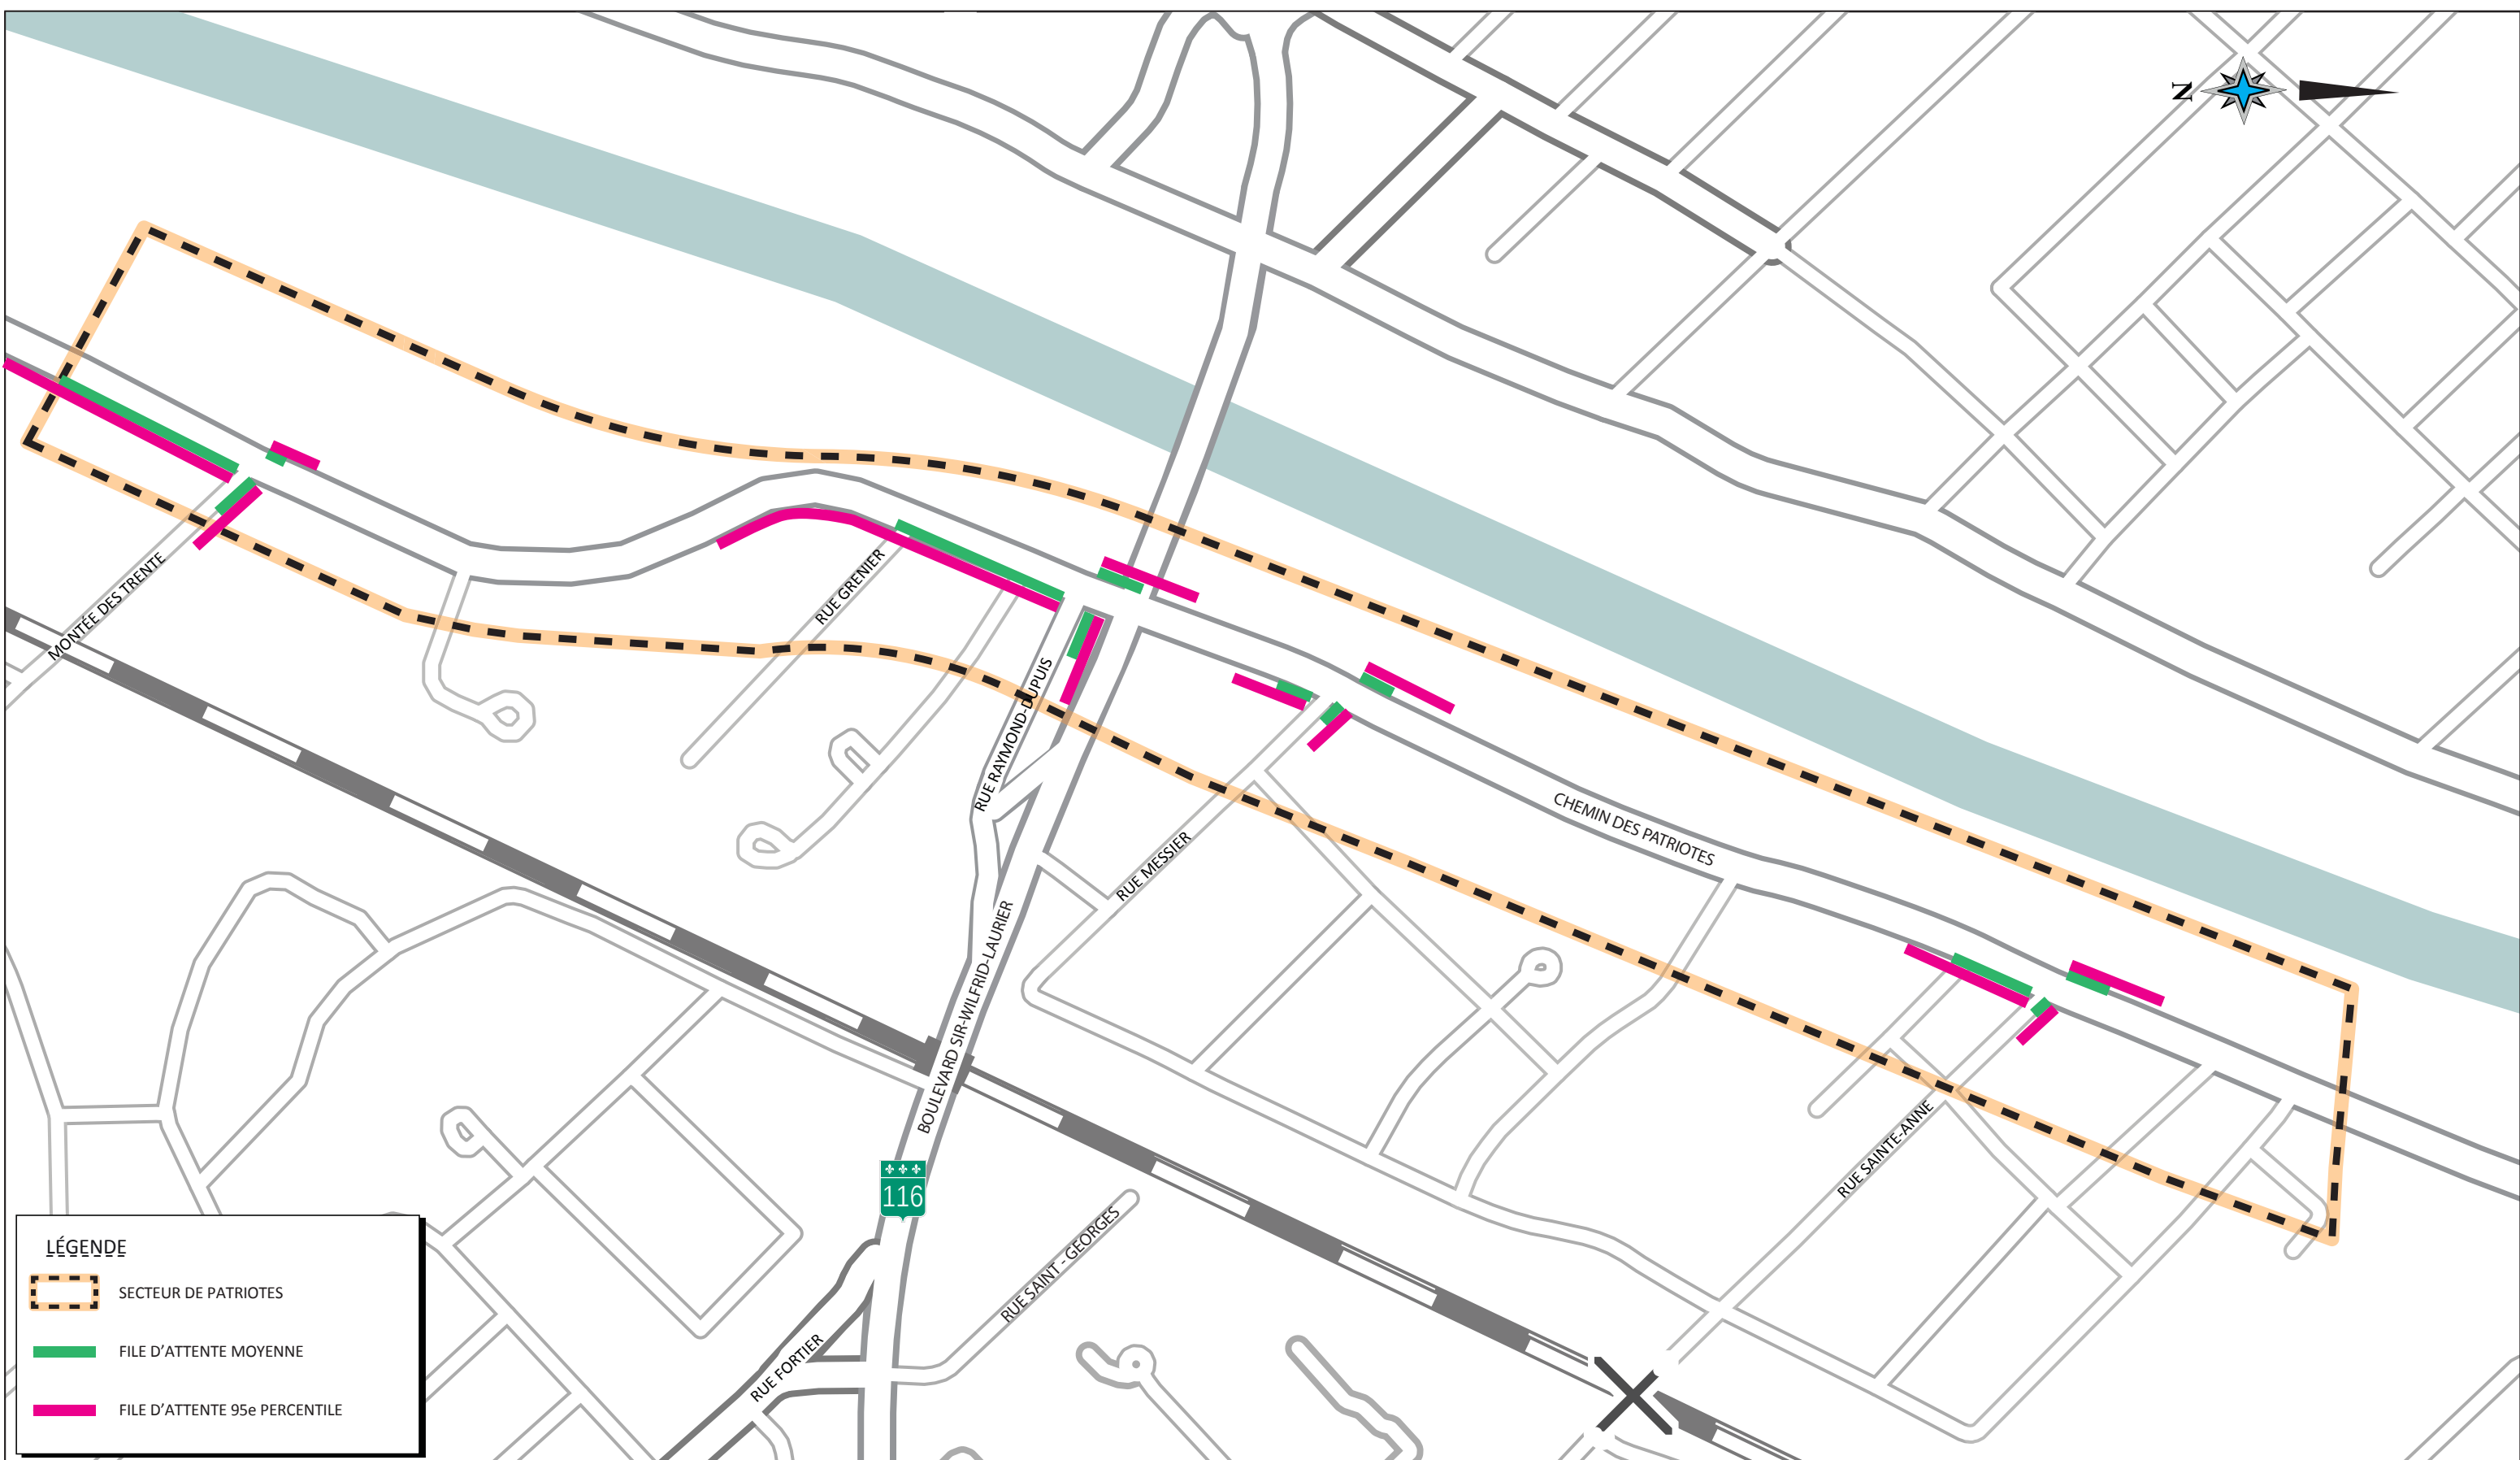 N
MONTÉE DES TRENTE
RUE GRENIER
RUE RAYMOND-DUPUIS
CHEMIN DES PATRIOTES
RUE MESSIER
BOULEVARD SIR-WILFRID-LAURIER
RUE SAINTE-ANNE
116
RUE SAINT - GEORGES
RUE FORTIER
LÉGENDE
SECTEUR DE PATRIOTES
FILE D'ATTENTE MOYENNE
FILE D'ATTENTE 95e PERCENTILE